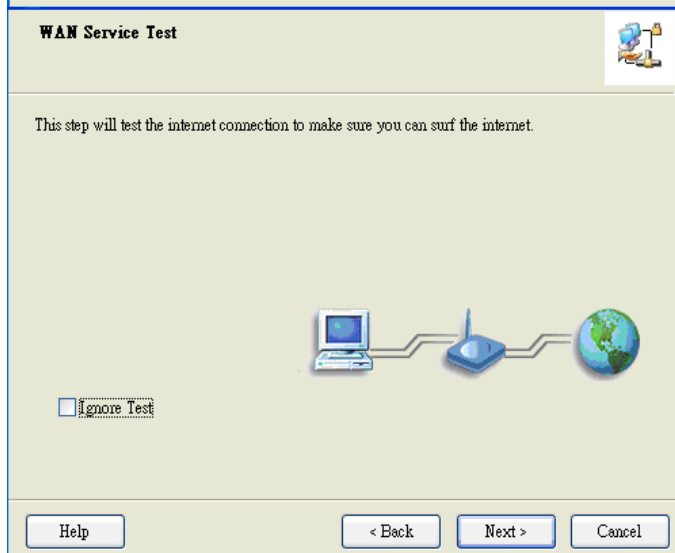 WAN Service Test
This step will test the internet connection to make sure you can surf the internet.
Ignore Test
Help
< Back
Next >
Cancel